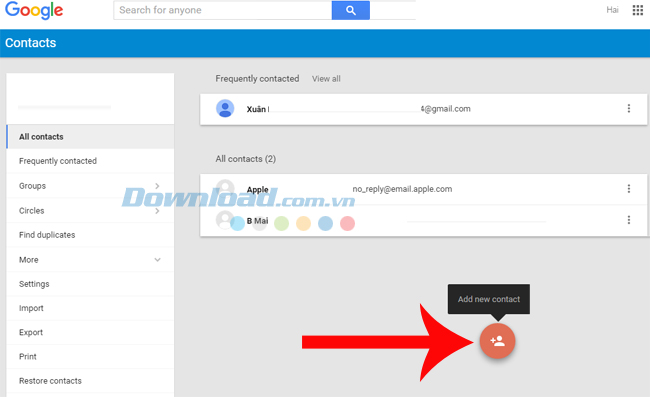 Google
Search for anyone
Hai
Contacts
Frequently contacted View all
Xuân 4@gmail.com
All contacts
Frequently contacted
Groups
Circles
Find duplicates
More
Settings
Import
Export
Print
Restore contacts
All contacts (2)
Apple no_reply@email.apple.com
B Mai
Download.com.vn
Add new contact